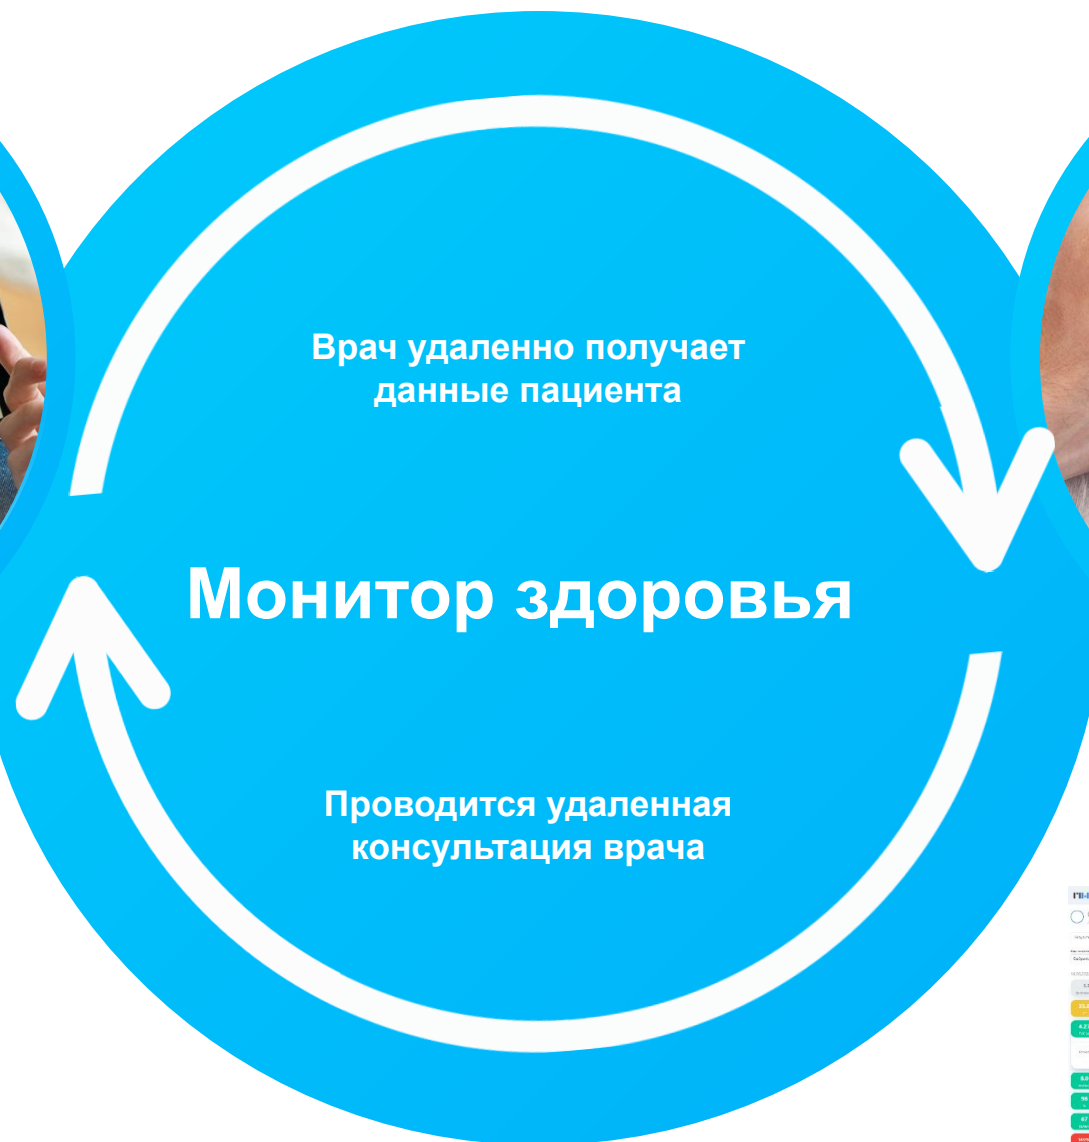 Врач удаленно получает
данные пациента
Монитор здоровья
Проводится удаленная
консультация врача